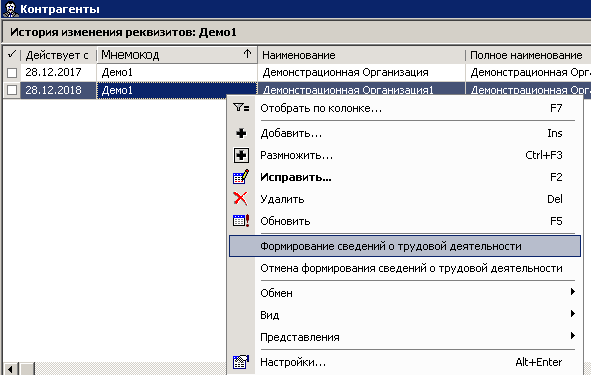 Контрагенты
История изменения реквизитов: Демо1
Действует с Мнемокод Наименование Полное наименование
28.12.2017 Демо1 Демонстрационная Организация Демонстрационная Орг
28.12.2018 Демо1 Демонстрационная Организация1 Демонстрационная Орг
Отобрать по колонке... F7
Добавить... Ins
Размножить... Ctrl+F3
Исправить... F2
Удалить Del
Обновить F5
Формирование сведений о трудовой деятельности
Отмена формирования сведений о трудовой деятельности
Обмен
Вид
Представления
Настройки... Alt+Enter